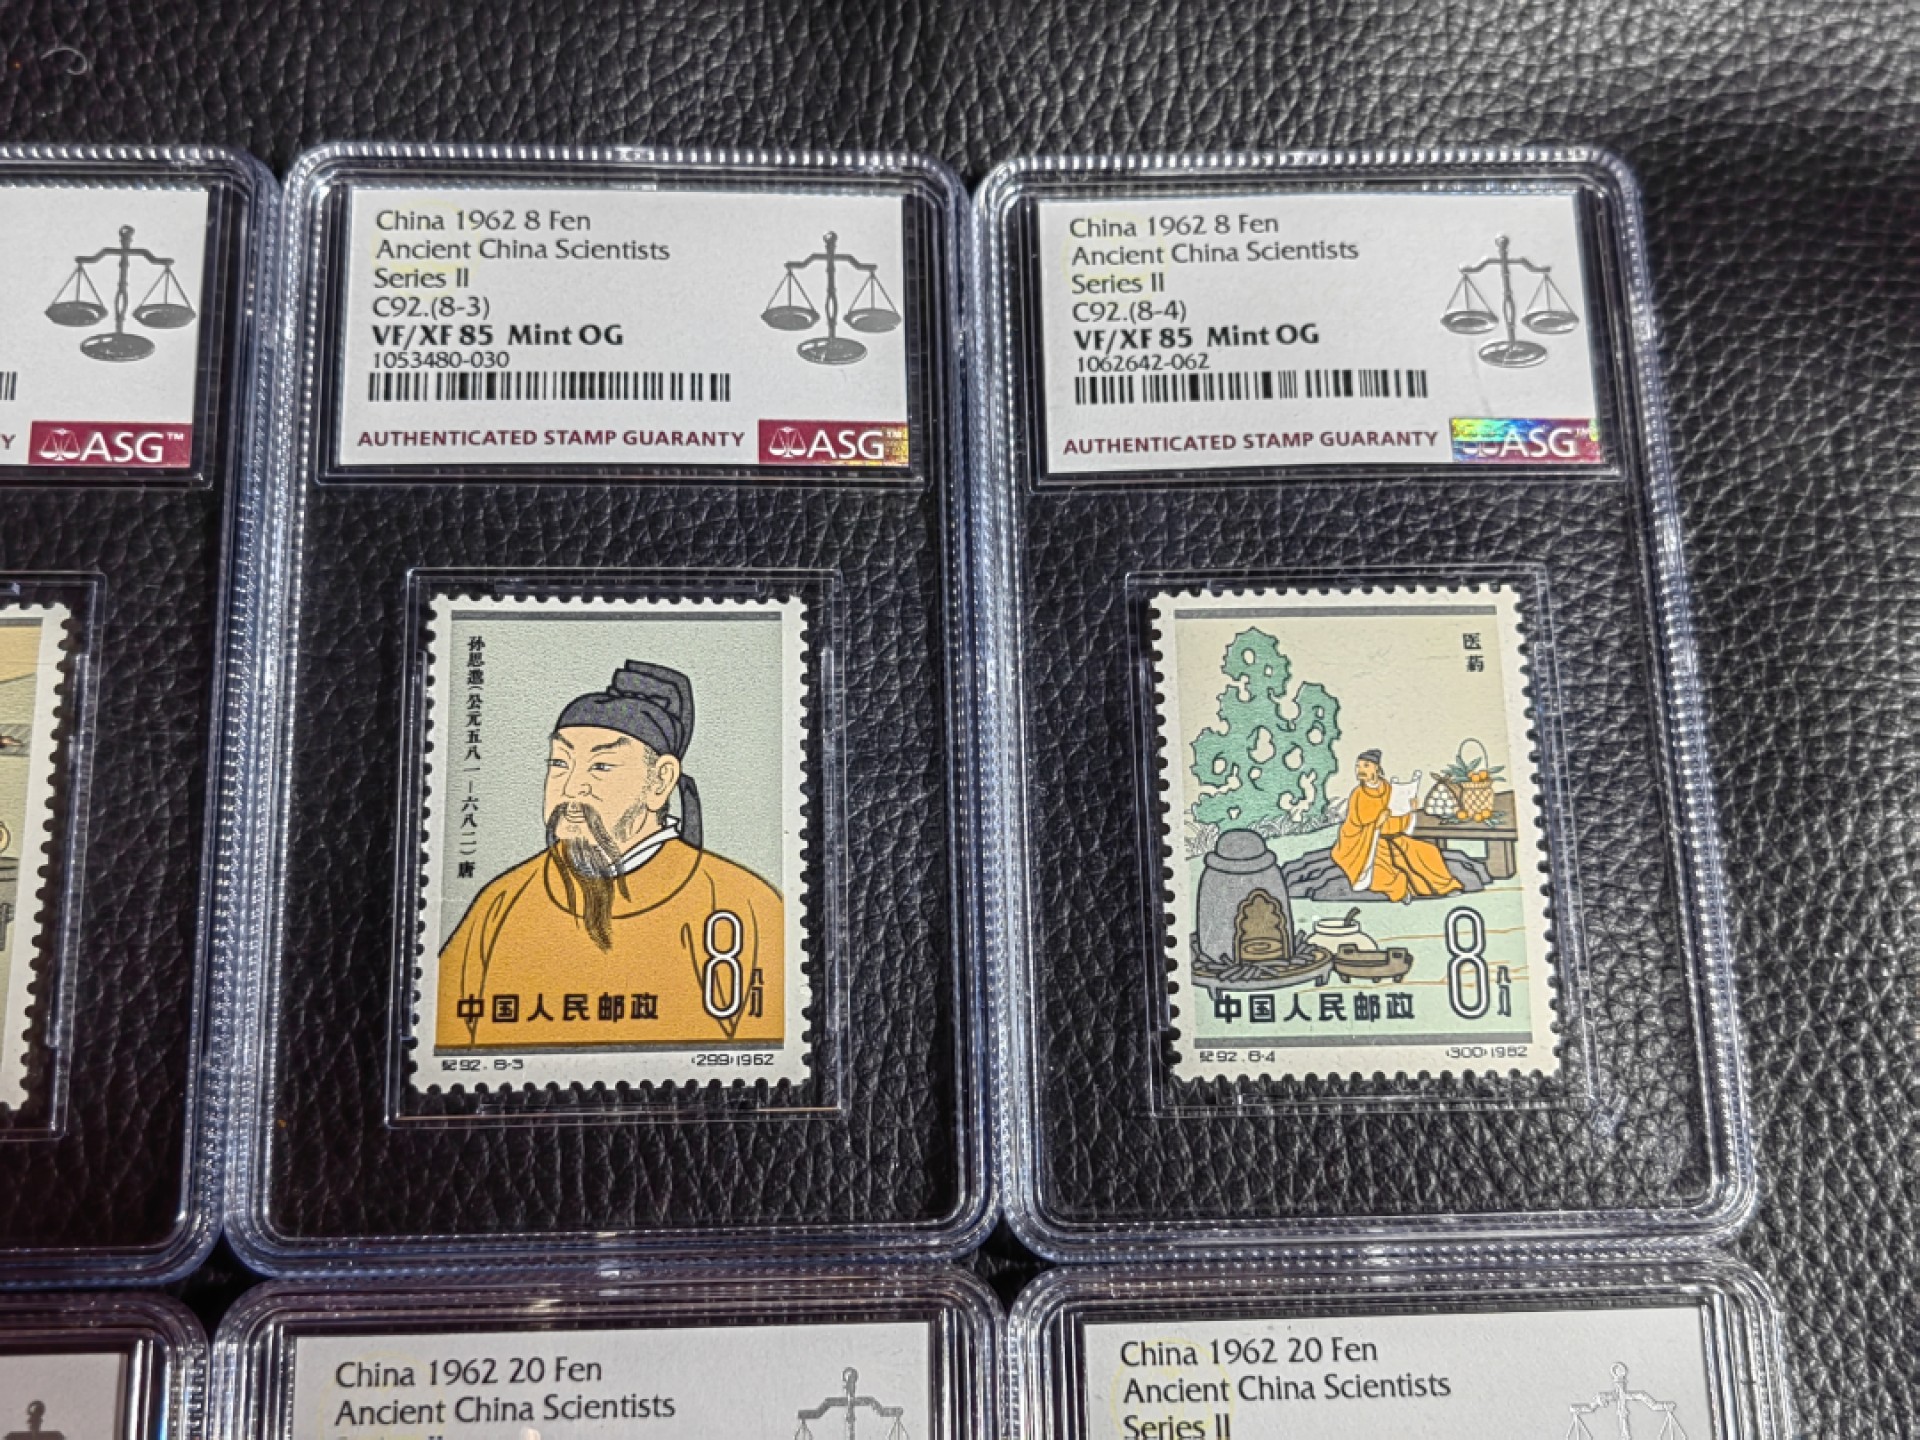 China 1962 8 Fen
Ancient China Scientists
Series II
C92.(8-3)
VF/XF 85 Mint OG
1053480-030
AUTHENTICATED STAMP GUARANTY
ASG™
China 1962 8 Fen
Ancient China Scientists
Series II
C92.(8-4)
VF/XF 85 Mint OG
1062642-062
AUTHENTICATED STAMP GUARANTY
ASG™
Y
ASG™
孙思邈(公元五八一－六八二)唐
8分
中国人民邮政
纪92.8-3
(299)1962
医药
8分
中国人民邮政
纪92.8-4
(300)1962
China 1962 20 Fen
Ancient China Scientists
China 1962 20 Fen
Ancient China Scientists
Series II